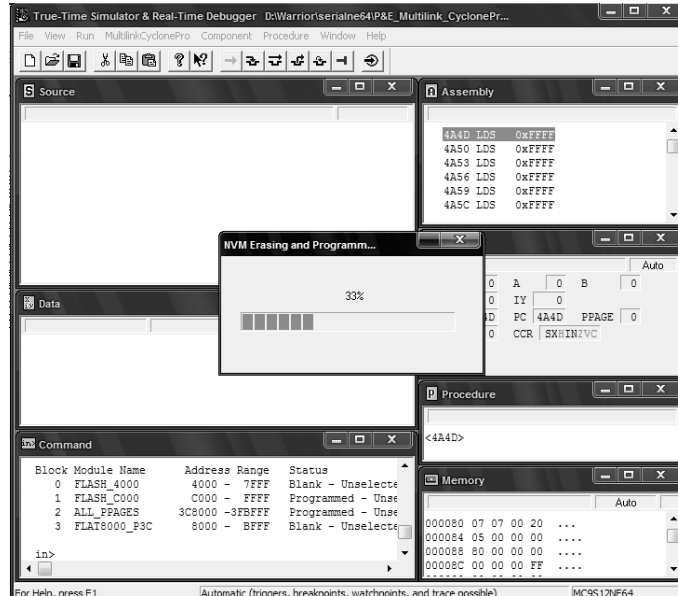 True-Time Simulator & Real-Time Debugger D:\Warrior\serialne64\P&E_Multilink_CyclonePr...
File View Run MultilinkCyclonePro Component Procedure Window Help
Source
Assembly
4A4D LDS 0xFFFF
4A50 LDS 0xFFFF
4A53 LDS 0xFFFF
4A56 LDS 0xFFFF
4A59 LDS 0xFFFF
4A5C LDS 0xFFFF
NVM Erasing and Programm...
33%
Auto
0 A 0 B 0
0 IY 0
4D PC 4A4D PPAGE 0
0 CCR SXHINZVC
Data
Procedure
<4A4D>
Command
Block Module Name Address Range Status
0 FLASH_4000 4000 - 7FFF Blank - Unselecte
1 FLASH_C000 C000 - FFFF Programmed - Unse
2 ALL_PPAGES 3C8000 -3FBFFF Programmed - Unse
3 FLAT8000_P3C 8000 - BFFF Blank - Unselecte
in>
Memory
Auto
000080 07 07 00 20 ....
000084 05 00 00 00 ....
000088 80 00 00 00 ....
00008C 00 00 00 FF ....
For Help, press F1
Automatic (triggers, breakpoints, watchpoints, and trace possible)
MC9S12NE64